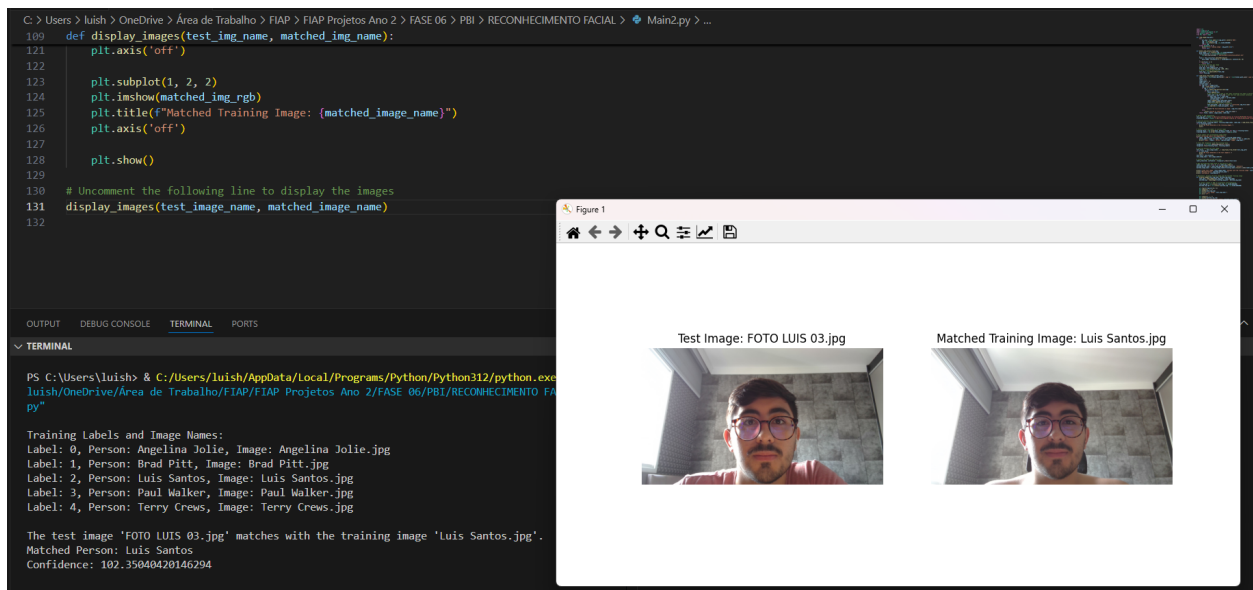 C: > Users > luish > OneDrive > Área de Trabalho > FIAP > FIAP Projetos Ano 2 > FASE 06 > PBI > RECONHECIMENTO FACIAL > Main2.py > ...
109 def display_images(test_img_name, matched_img_name):
121 plt.axis('off')
122
123 plt.subplot(1, 2, 2)
124 plt.imshow(matched_img_rgb)
125 plt.title(f"Matched Training Image: {matched_image_name}")
126 plt.axis('off')
127
128 plt.show()
129
130 # Uncomment the following line to display the images
131 display_images(test_image_name, matched_image_name)
132
Figure 1
Test Image: FOTO LUIS 03.jpg
Matched Training Image: Luis Santos.jpg
OUTPUT DEBUG CONSOLE TERMINAL PORTS
TERMINAL
PS C:\Users\luish> & C:/Users/luish/AppData/Local/Programs/Python/Python312/python.exe
luish/OneDrive/Área de Trabalho/FIAP/FIAP Projetos Ano 2/FASE 06/PBI/RECONHECIMENTO FA
py"
Training Labels and Image Names:
Label: 0, Person: Angelina Jolie, Image: Angelina Jolie.jpg
Label: 1, Person: Brad Pitt, Image: Brad Pitt.jpg
Label: 2, Person: Luis Santos, Image: Luis Santos.jpg
Label: 3, Person: Paul Walker, Image: Paul Walker.jpg
Label: 4, Person: Terry Crews, Image: Terry Crews.jpg
The test image 'FOTO LUIS 03.jpg' matches with the training image 'Luis Santos.jpg'.
Matched Person: Luis Santos
Confidence: 102.35040420146294